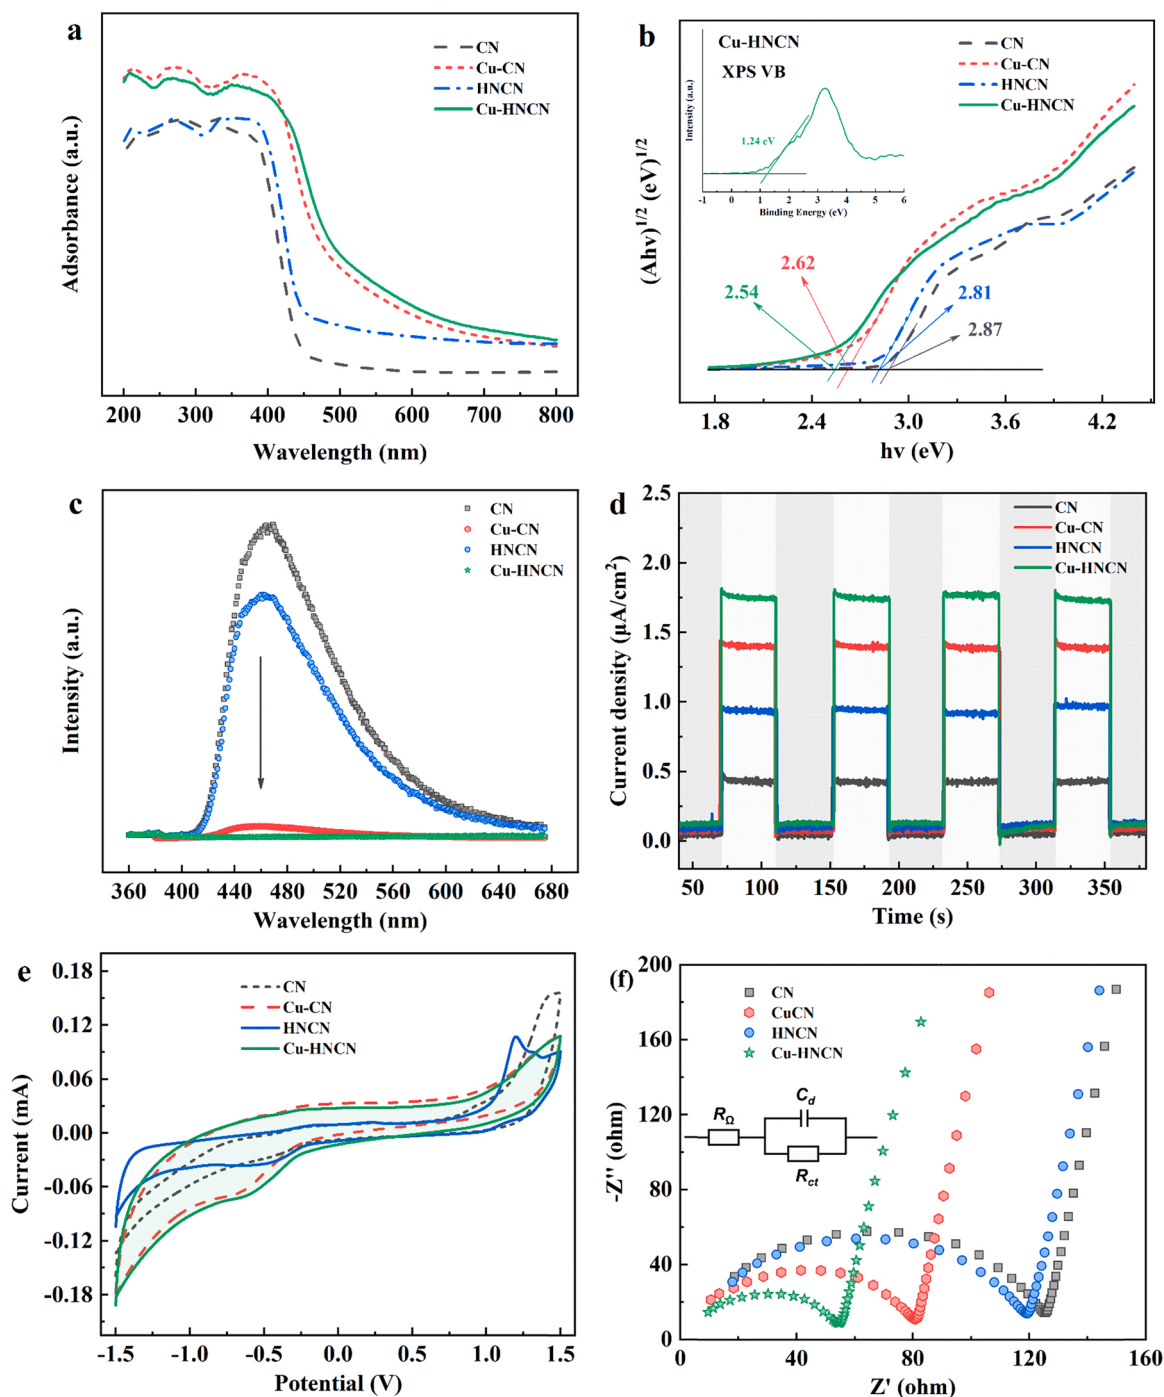 a
CN
Cu-CN
HNCN
Cu-HNCN
Adsorbance (a.u.)
200 300 400 500 600 700 800
Wavelength (nm)
b
Cu-HNCN
XPS VB
Intensity (a.u.)
1.24 eV
-1 0 1 2 3 4 5 6
Binding Energy (eV)
CN
Cu-CN
HNCN
Cu-HNCN
(Ahv)1/2 (eV)1/2
2.54
2.62
2.81
2.87
1.8 2.4 3.0 3.6 4.2
hv (eV)
c
CN
Cu-CN
HNCN
Cu-HNCN
Intensity (a.u.)
360 400 440 480 520 560 600 640 680
Wavelength (nm)
d
CN
Cu-CN
HNCN
Cu-HNCN
Current density (μA/cm2)
2.5
2.0
1.5
1.0
0.5
0.0
50 100 150 200 250 300 350
Time (s)
e
CN
Cu-CN
HNCN
Cu-HNCN
Current (mA)
0.18
0.12
0.06
0.00
-0.06
-0.12
-0.18
-1.5 -1.0 -0.5 0.0 0.5 1.0 1.5
Potential (V)
(f)
CN
CuCN
HNCN
Cu-HNCN
RΩ
Cd
Rct
-Z'' (ohm)
200
160
120
80
40
0
0 40 80 120 160
Z' (ohm)